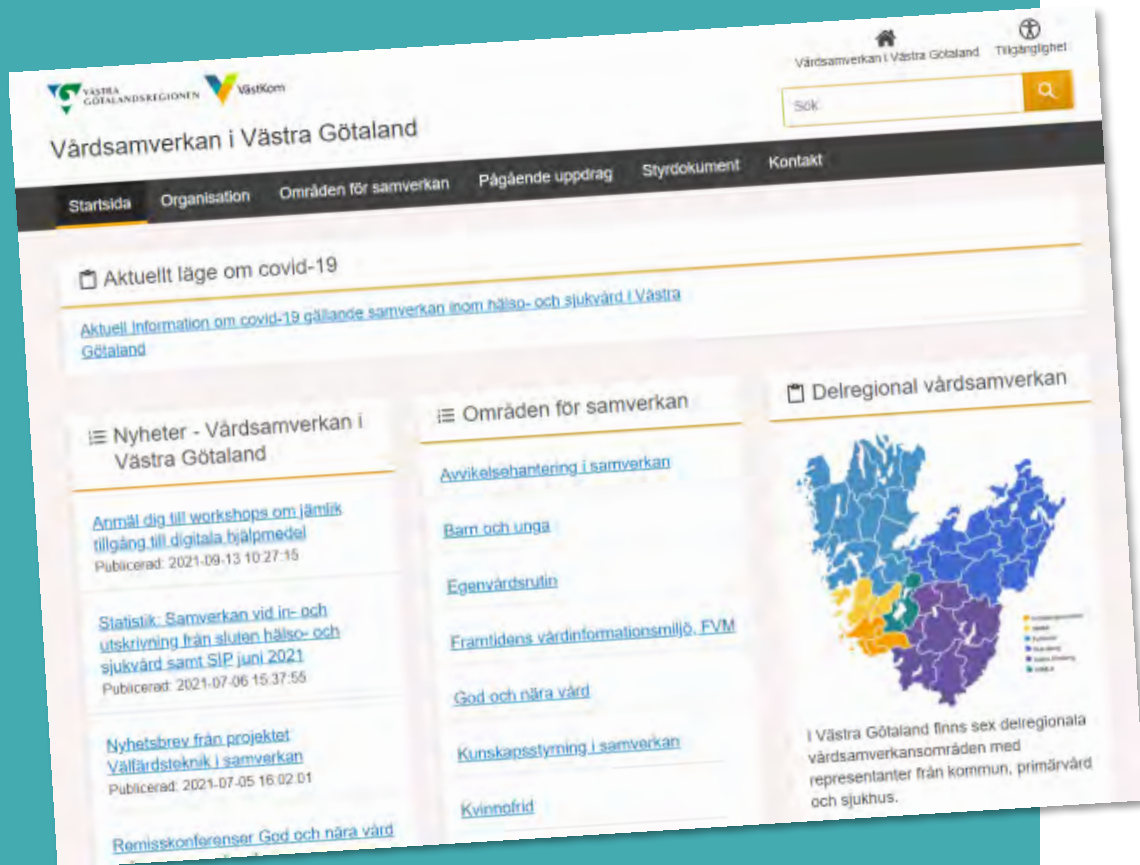 VÄSTRA
GÖTALANDSREGIONEN
VästKom
Vårdsamverkan i Västra Götaland
Tillgänglighet
Sök
Vårdsamverkan i Västra Götaland
Startsida
Organisation
Områden för samverkan
Pågående uppdrag
Styrdokument
Kontakt
Aktuellt läge om covid-19
Aktuell information om covid-19 gällande samverkan inom hälso- och sjukvård i Västra
Götaland
Nyheter - Vårdsamverkan i
Västra Götaland
Anmäl dig till workshops om jämlik
tillgång till digitala hjälpmedel
Publicerad: 2021-09-13 10:27:15
Statistik: Samverkan vid in- och
utskrivning från sluten hälso- och
sjukvård samt SIP juni 2021
Publicerad: 2021-07-06 15:37:55
Nyhetsbrev från projektet
Välfärdsteknik i samverkan
Publicerad: 2021-07-05 16:02:01
Remisskonferenser God och nära vård
Områden för samverkan
Avvikelsehantering i samverkan
Barn och unga
Egenvårdsrutin
Framtidens vårdinformationsmiljö, FVM
God och nära vård
Kunskapsstyrning i samverkan
Kvinnofrid
Delregional vårdsamverkan
I Västra Götaland finns sex delregionala
vårdsamverkansområden med
representanter från kommun, primärvård
och sjukhus.